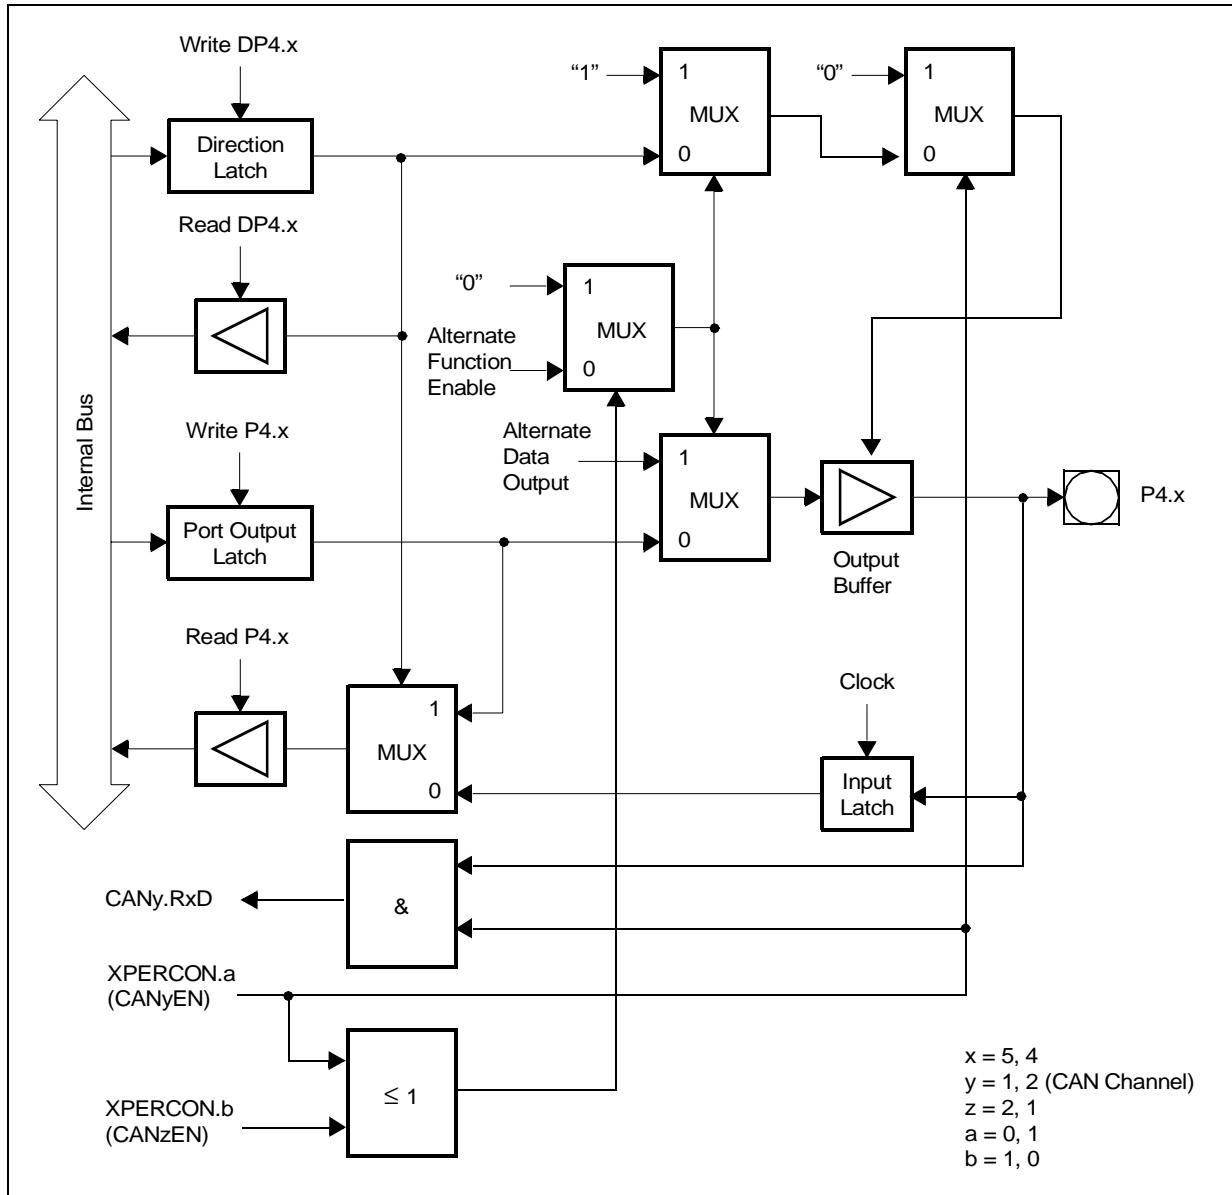 Write DP4.x
“1”
1
MUX
0
“0”
1
MUX
0
Direction
Latch
Read DP4.x
“0”
1
MUX
0
Alternate
Function
Enable
Internal Bus
Write P4.x
Alternate
Data
Output
1
MUX
0
P4.x
Port Output
Latch
Output
Buffer
Read P4.x
1
MUX
0
Clock
Input
Latch
CANy.RxD
&
XPERCON.a
(CANyEN)
≤ 1
XPERCON.b
(CANzEN)
x = 5, 4
y = 1, 2 (CAN Channel)
z = 2, 1
a = 0, 1
b = 1, 0